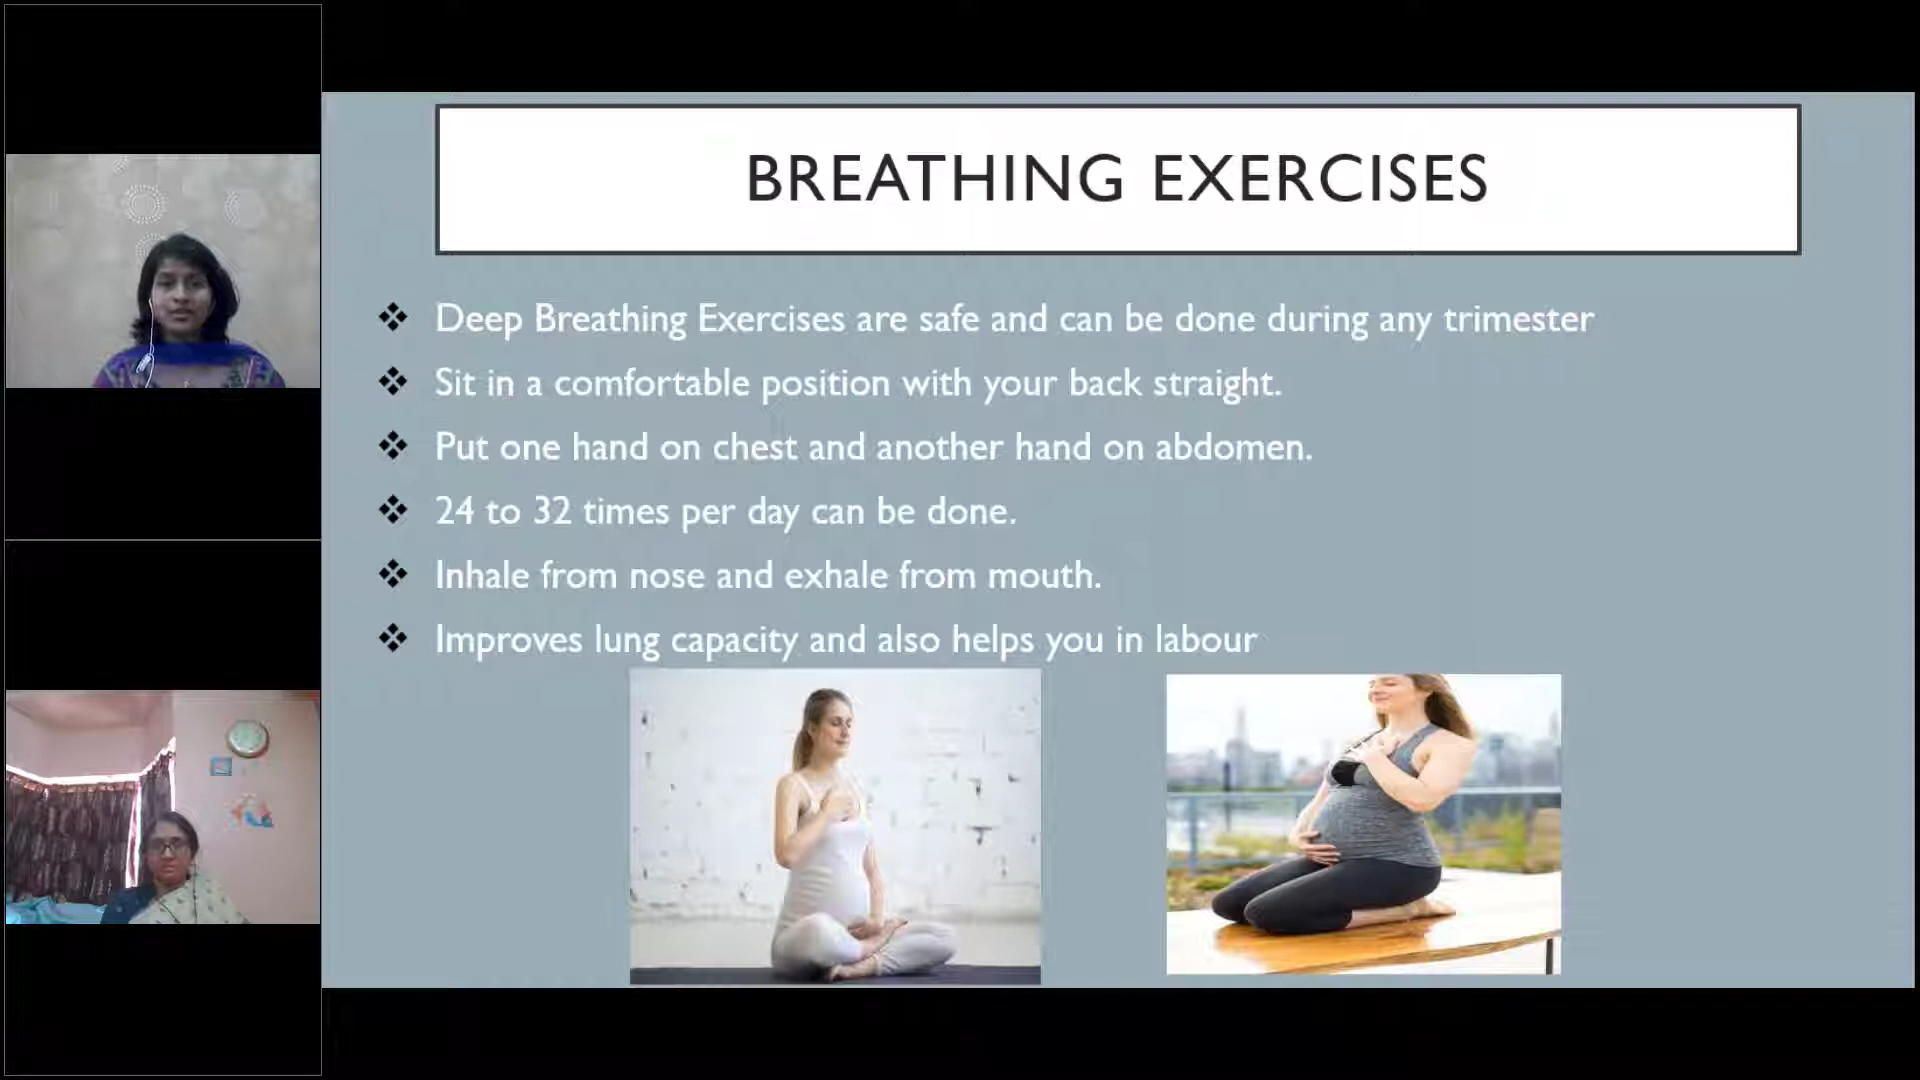 BREATHING EXERCISES
Deep Breathing Exercises are safe and can be done during any trimester
Sit in a comfortable position with your back straight.
Put one hand on chest and another hand on abdomen.
24 to 32 times per day can be done.
Inhale from nose and exhale from mouth.
Improves lung capacity and also helps you in labour